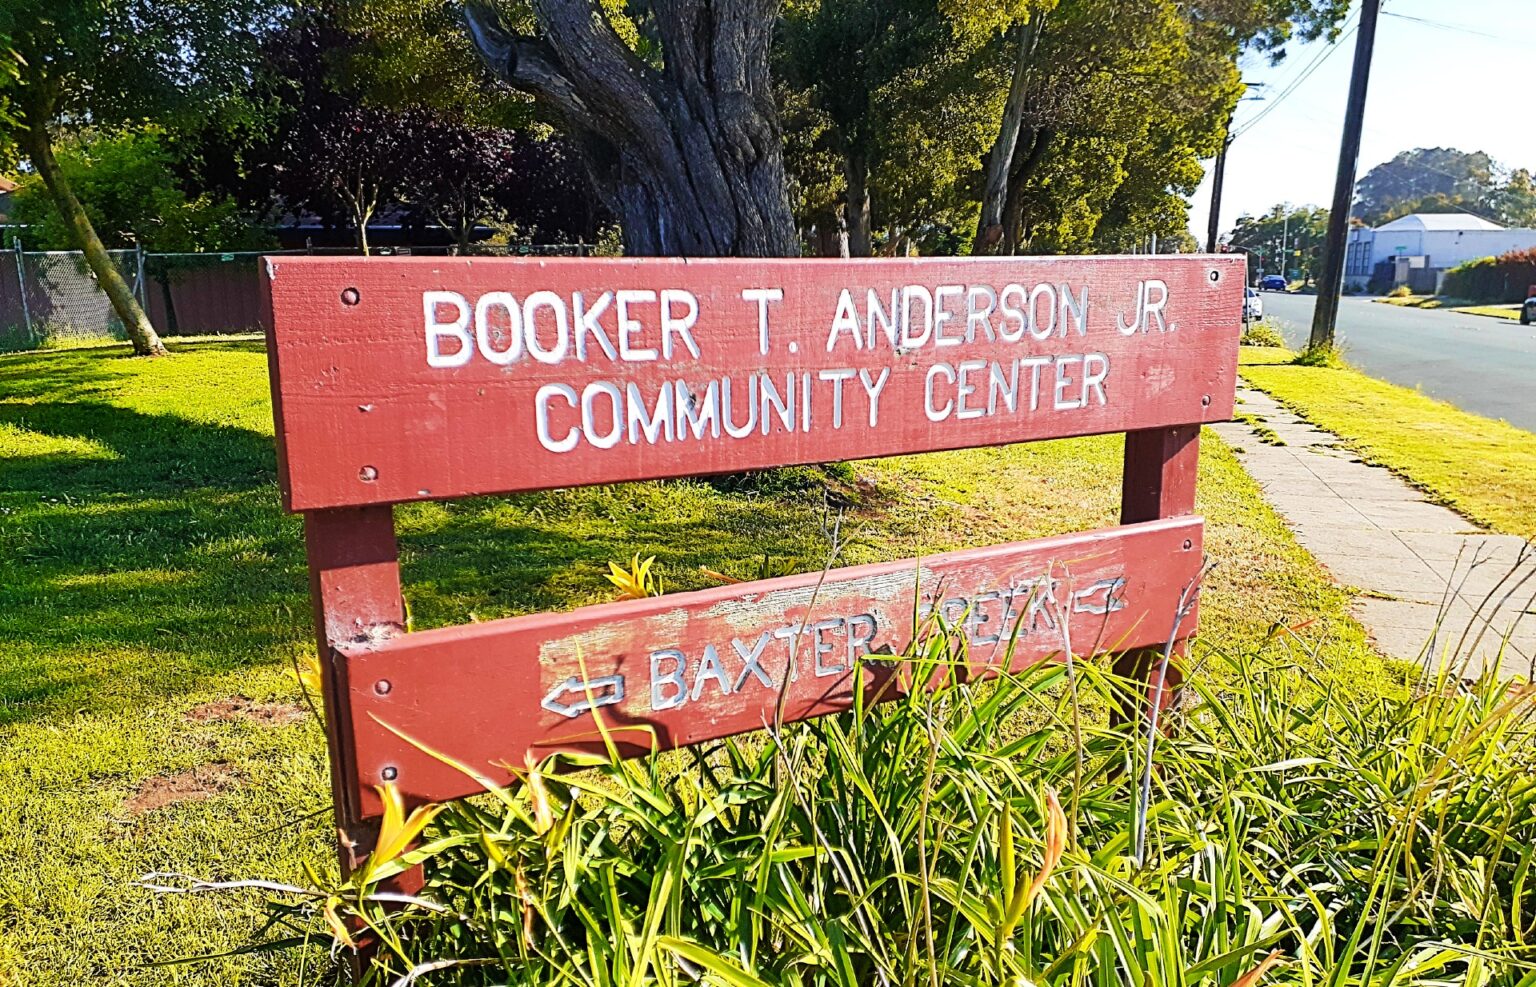 BOOKER T. ANDERSON JR.
COMMUNITY CENTER
BAXTER CREEK